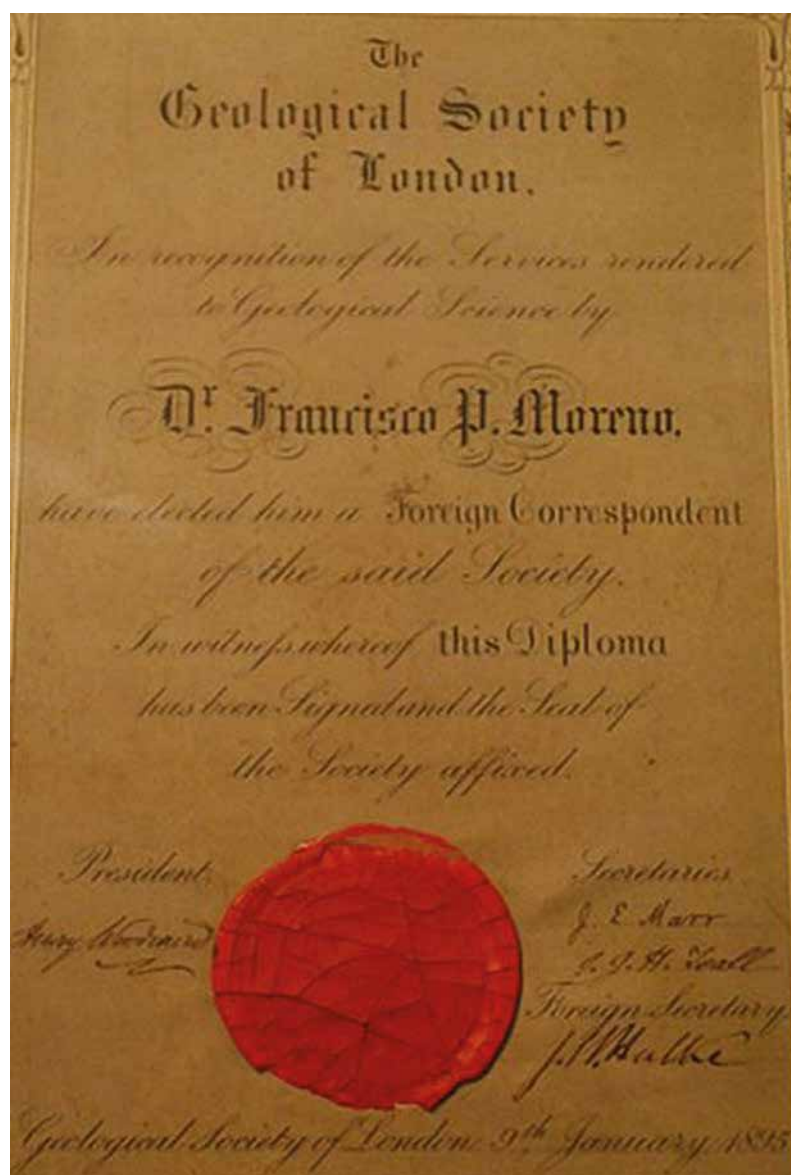 The
Geological Society
of London.
In recognition of the Services rendered
to Geological Science by
Dr. Francisco P. Moreno.
have elected him a Foreign Correspondent
of the said Society.
In witness whereof this Diploma
has been Signed and the Seal of
the Society affixed.
President
Henry Woodward
Secretaries
J. E. Marr
J. J. H. Teall
Foreign Secretary
J. W. Hulke
Geological Society of London 9th January 1895